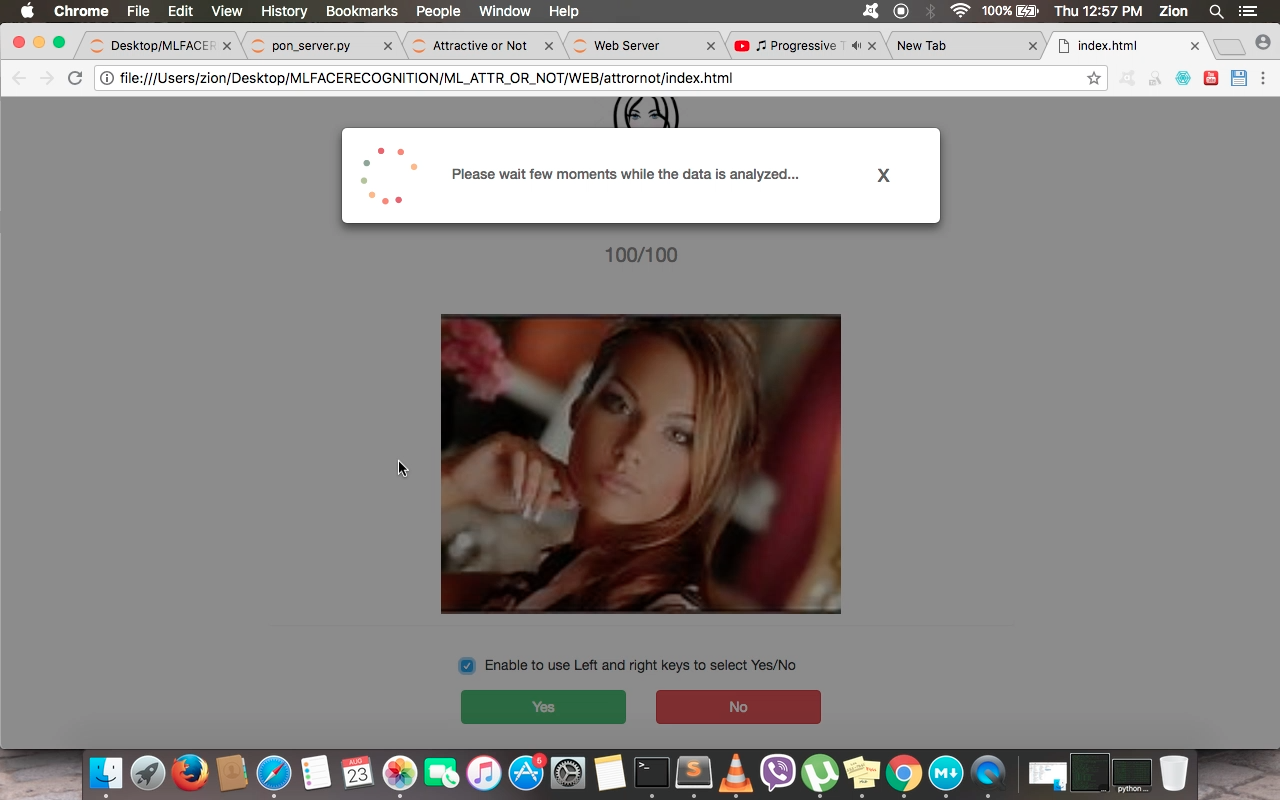 Chrome File Edit View History Bookmarks People Window Help 100% Thu 12:57 PM Zion
Desktop/MLFACER pon_server.py Attractive or Not Web Server Progressive T New Tab index.html
file:///Users/zion/Desktop/MLFACERECOGNITION/ML_ATTR_OR_NOT/WEB/attrornot/index.html
Please wait few moments while the data is analyzed... X
100/100
Enable to use Left and right keys to select Yes/No
Yes No
AUG
23
6
python ...